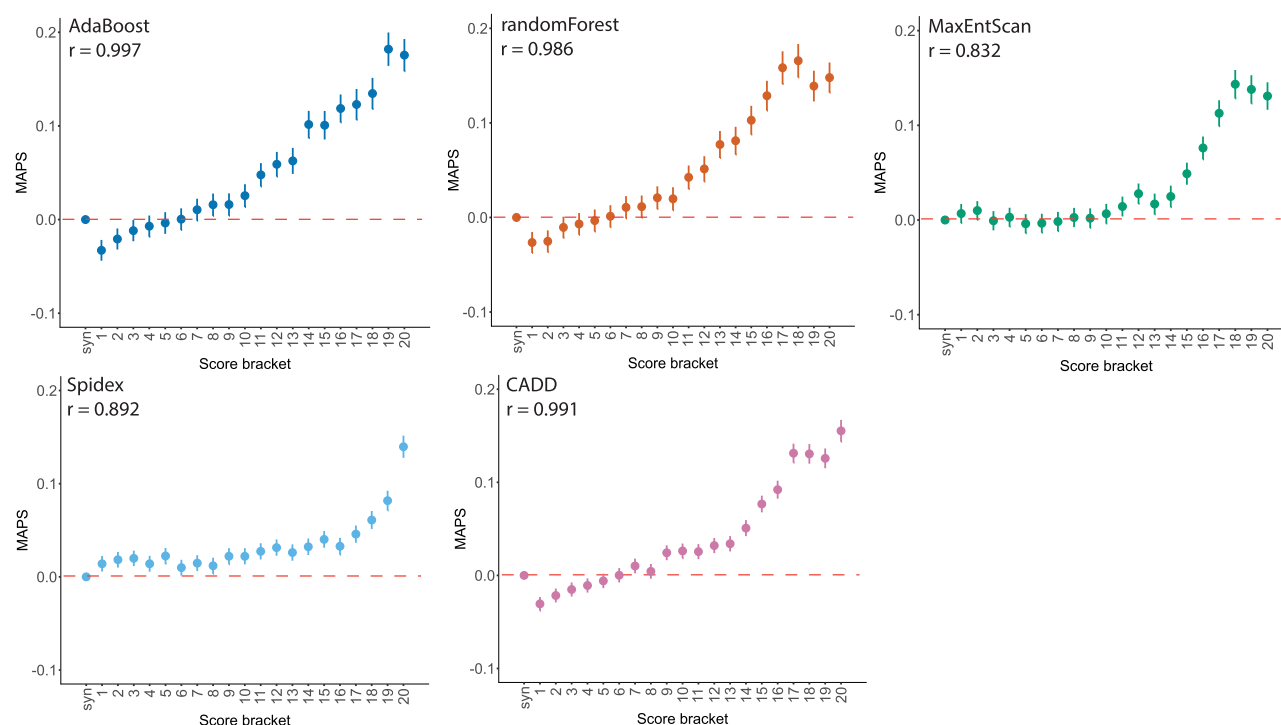 AdaBoost
r = 0.997
0.2
0.1
0.0
-0.1
MAPS
syn 1 2 3 4 5 6 7 8 9 10 11 12 13 14 15 16 17 18 19 20
Score bracket
randomForest
r = 0.986
0.2
0.1
0.0
-0.1
MAPS
syn 1 2 3 4 5 6 7 8 9 10 11 12 13 14 15 16 17 18 19 20
Score bracket
MaxEntScan
r = 0.832
0.2
0.1
0.0
-0.1
MAPS
syn 1 2 3 4 5 6 7 8 9 10 11 12 13 14 15 16 17 18 19 20
Score bracket
Spidex
r = 0.892
0.2
0.1
0.0
-0.1
MAPS
syn 1 2 3 4 5 6 7 8 9 10 11 12 13 14 15 16 17 18 19 20
Score bracket
CADD
r = 0.991
0.2
0.1
0.0
-0.1
MAPS
syn 1 2 3 4 5 6 7 8 9 10 11 12 13 14 15 16 17 18 19 20
Score bracket